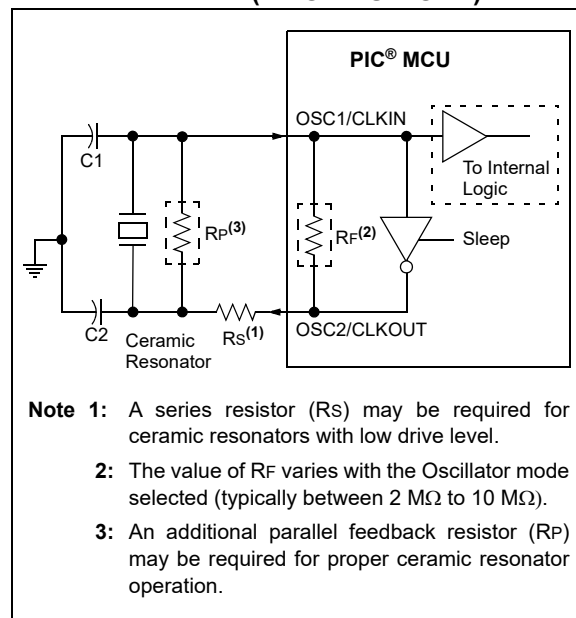 PIC® MCU
OSC1/CLKIN
C1
To Internal
Logic
RP(3)
RF(2)
Sleep
C2
Ceramic
Resonator
RS(1)
OSC2/CLKOUT
Note 1: A series resistor (RS) may be required for
ceramic resonators with low drive level.
2: The value of RF varies with the Oscillator mode
selected (typically between 2 MΩ to 10 MΩ).
3: An additional parallel feedback resistor (RP)
may be required for proper ceramic resonator
operation.